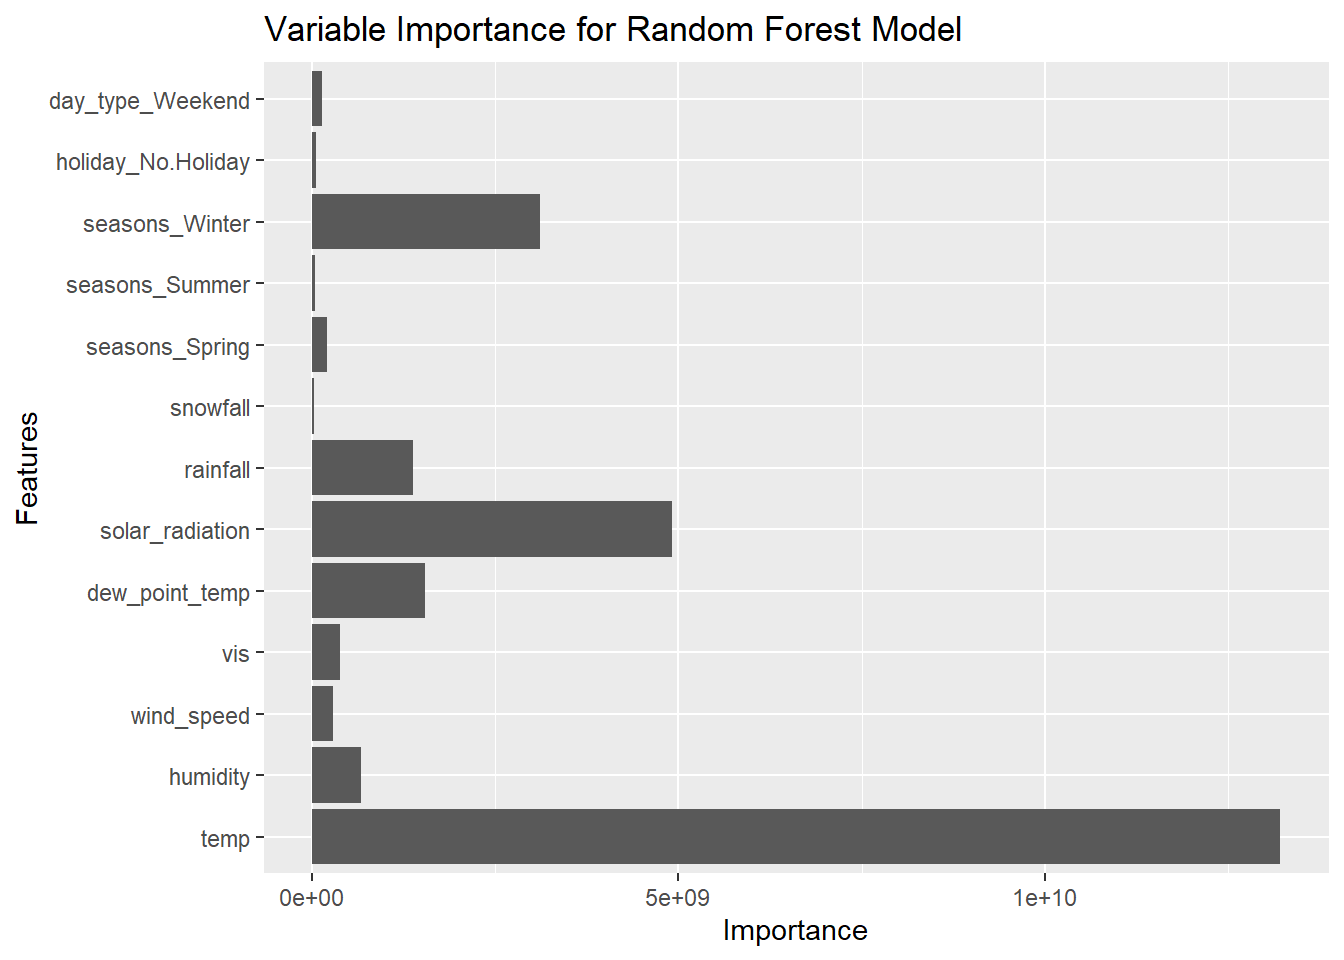 Variable Importance for Random Forest Model
day_type_Weekend
holiday_No.Holiday
seasons_Winter
seasons_Summer
seasons_Spring
snowfall
rainfall
solar_radiation
dew_point_temp
vis
wind_speed
humidity
temp
Features
0e+00 5e+09 1e+10
Importance